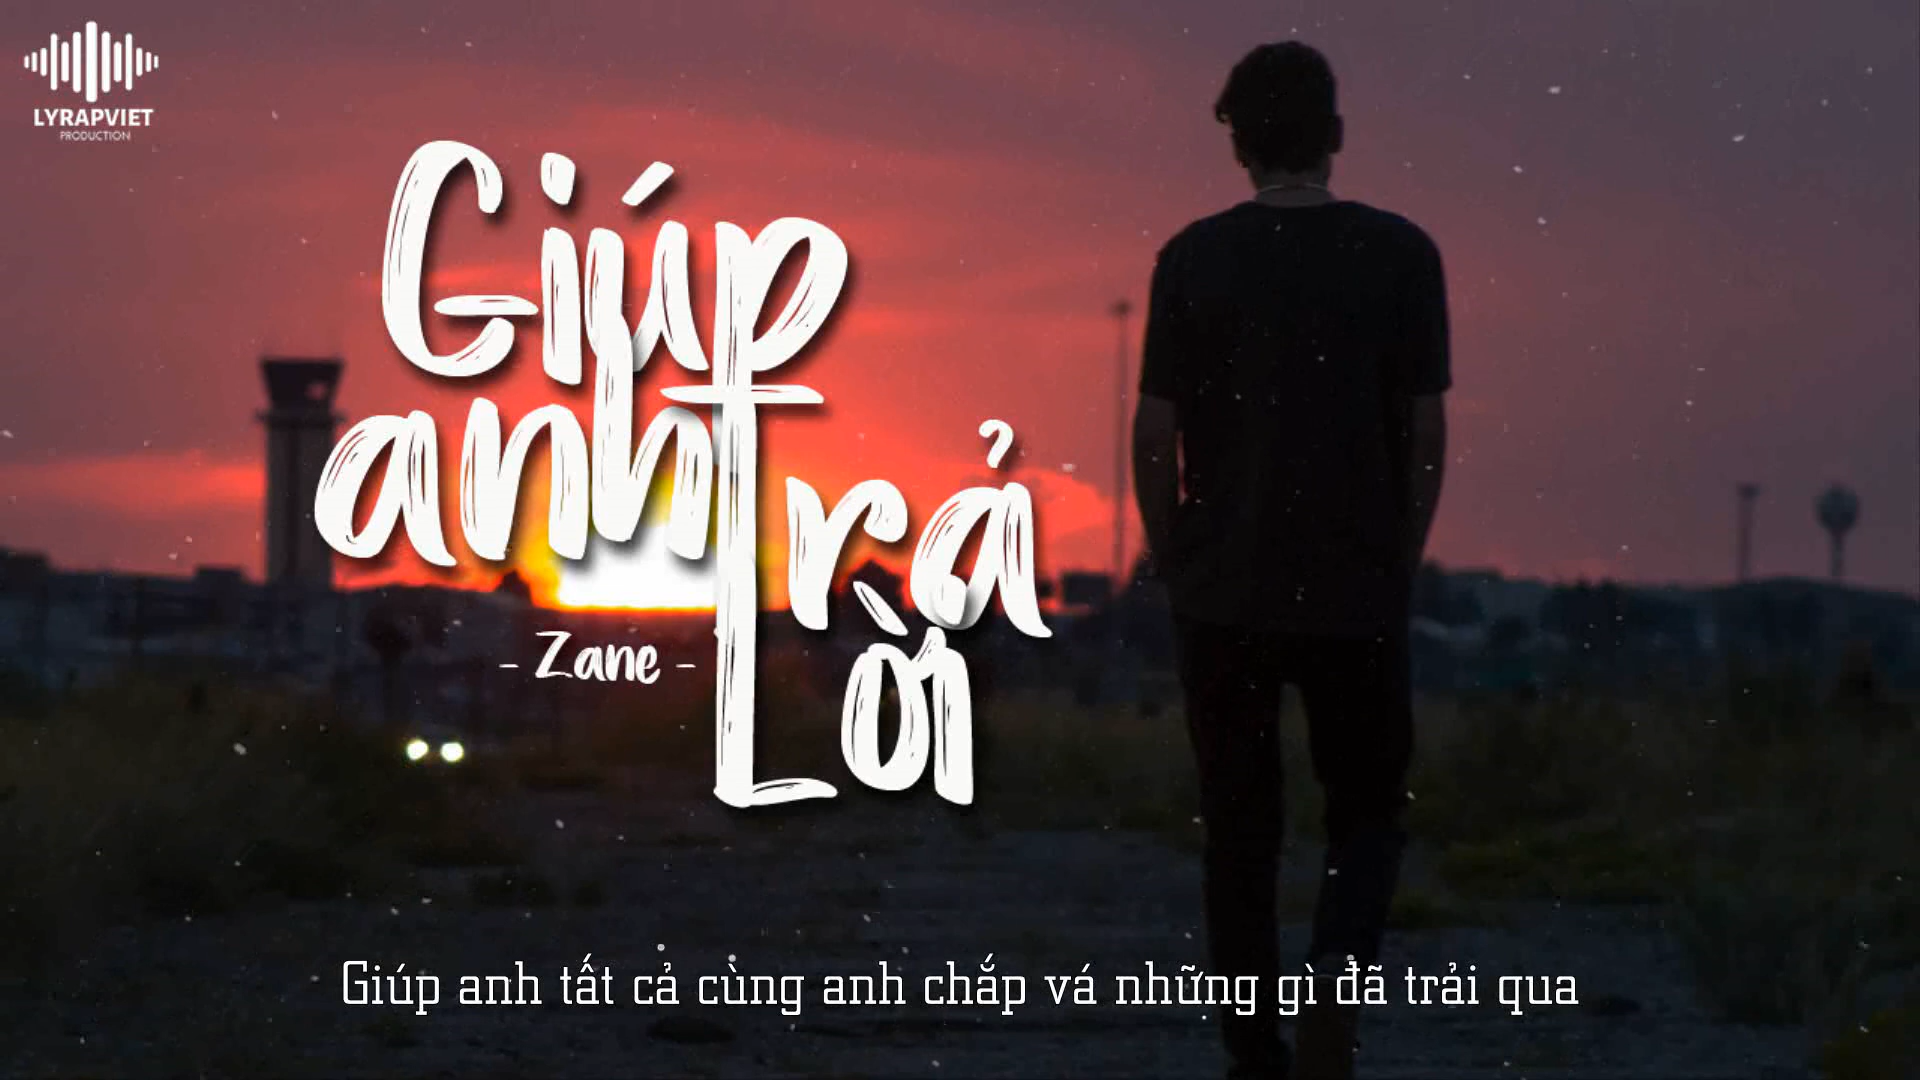 LYRAPVIET
PRODUCTION
Giúp
anh
trả
Lời
- Zane -
Giúp anh tất cả cùng anh chắp vá những gì đã trải qua